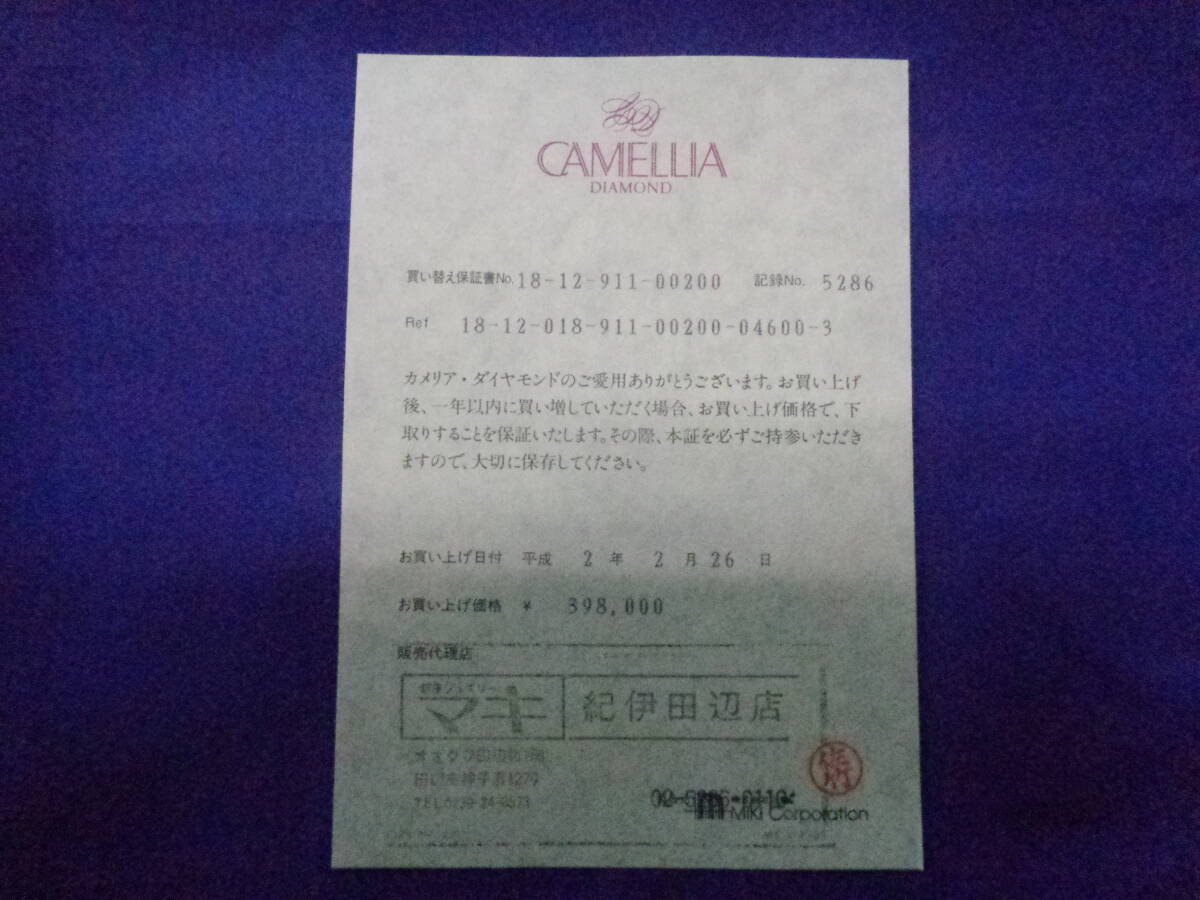 CAMELLIA
DIAMOND
買い替え保証書No. 18-12-911-00200 記録No. 5286
Ref 18-12-018-911-00200-04600-3
カメリア・ダイヤモンドのご愛用ありがとうございます。お買い上げ
後、一年以内に買い増していただく場合、お買い上げ価格で、下
取りすることを保証いたします。その際、本証を必ずご持参いただき
ますので、大切に保存してください。
お買い上げ日付 平成 2 年 2 月 26 日
お買い上げ価格 ¥ 398,000
販売代理店
マキ 紀伊田辺店
MIKI Corporation